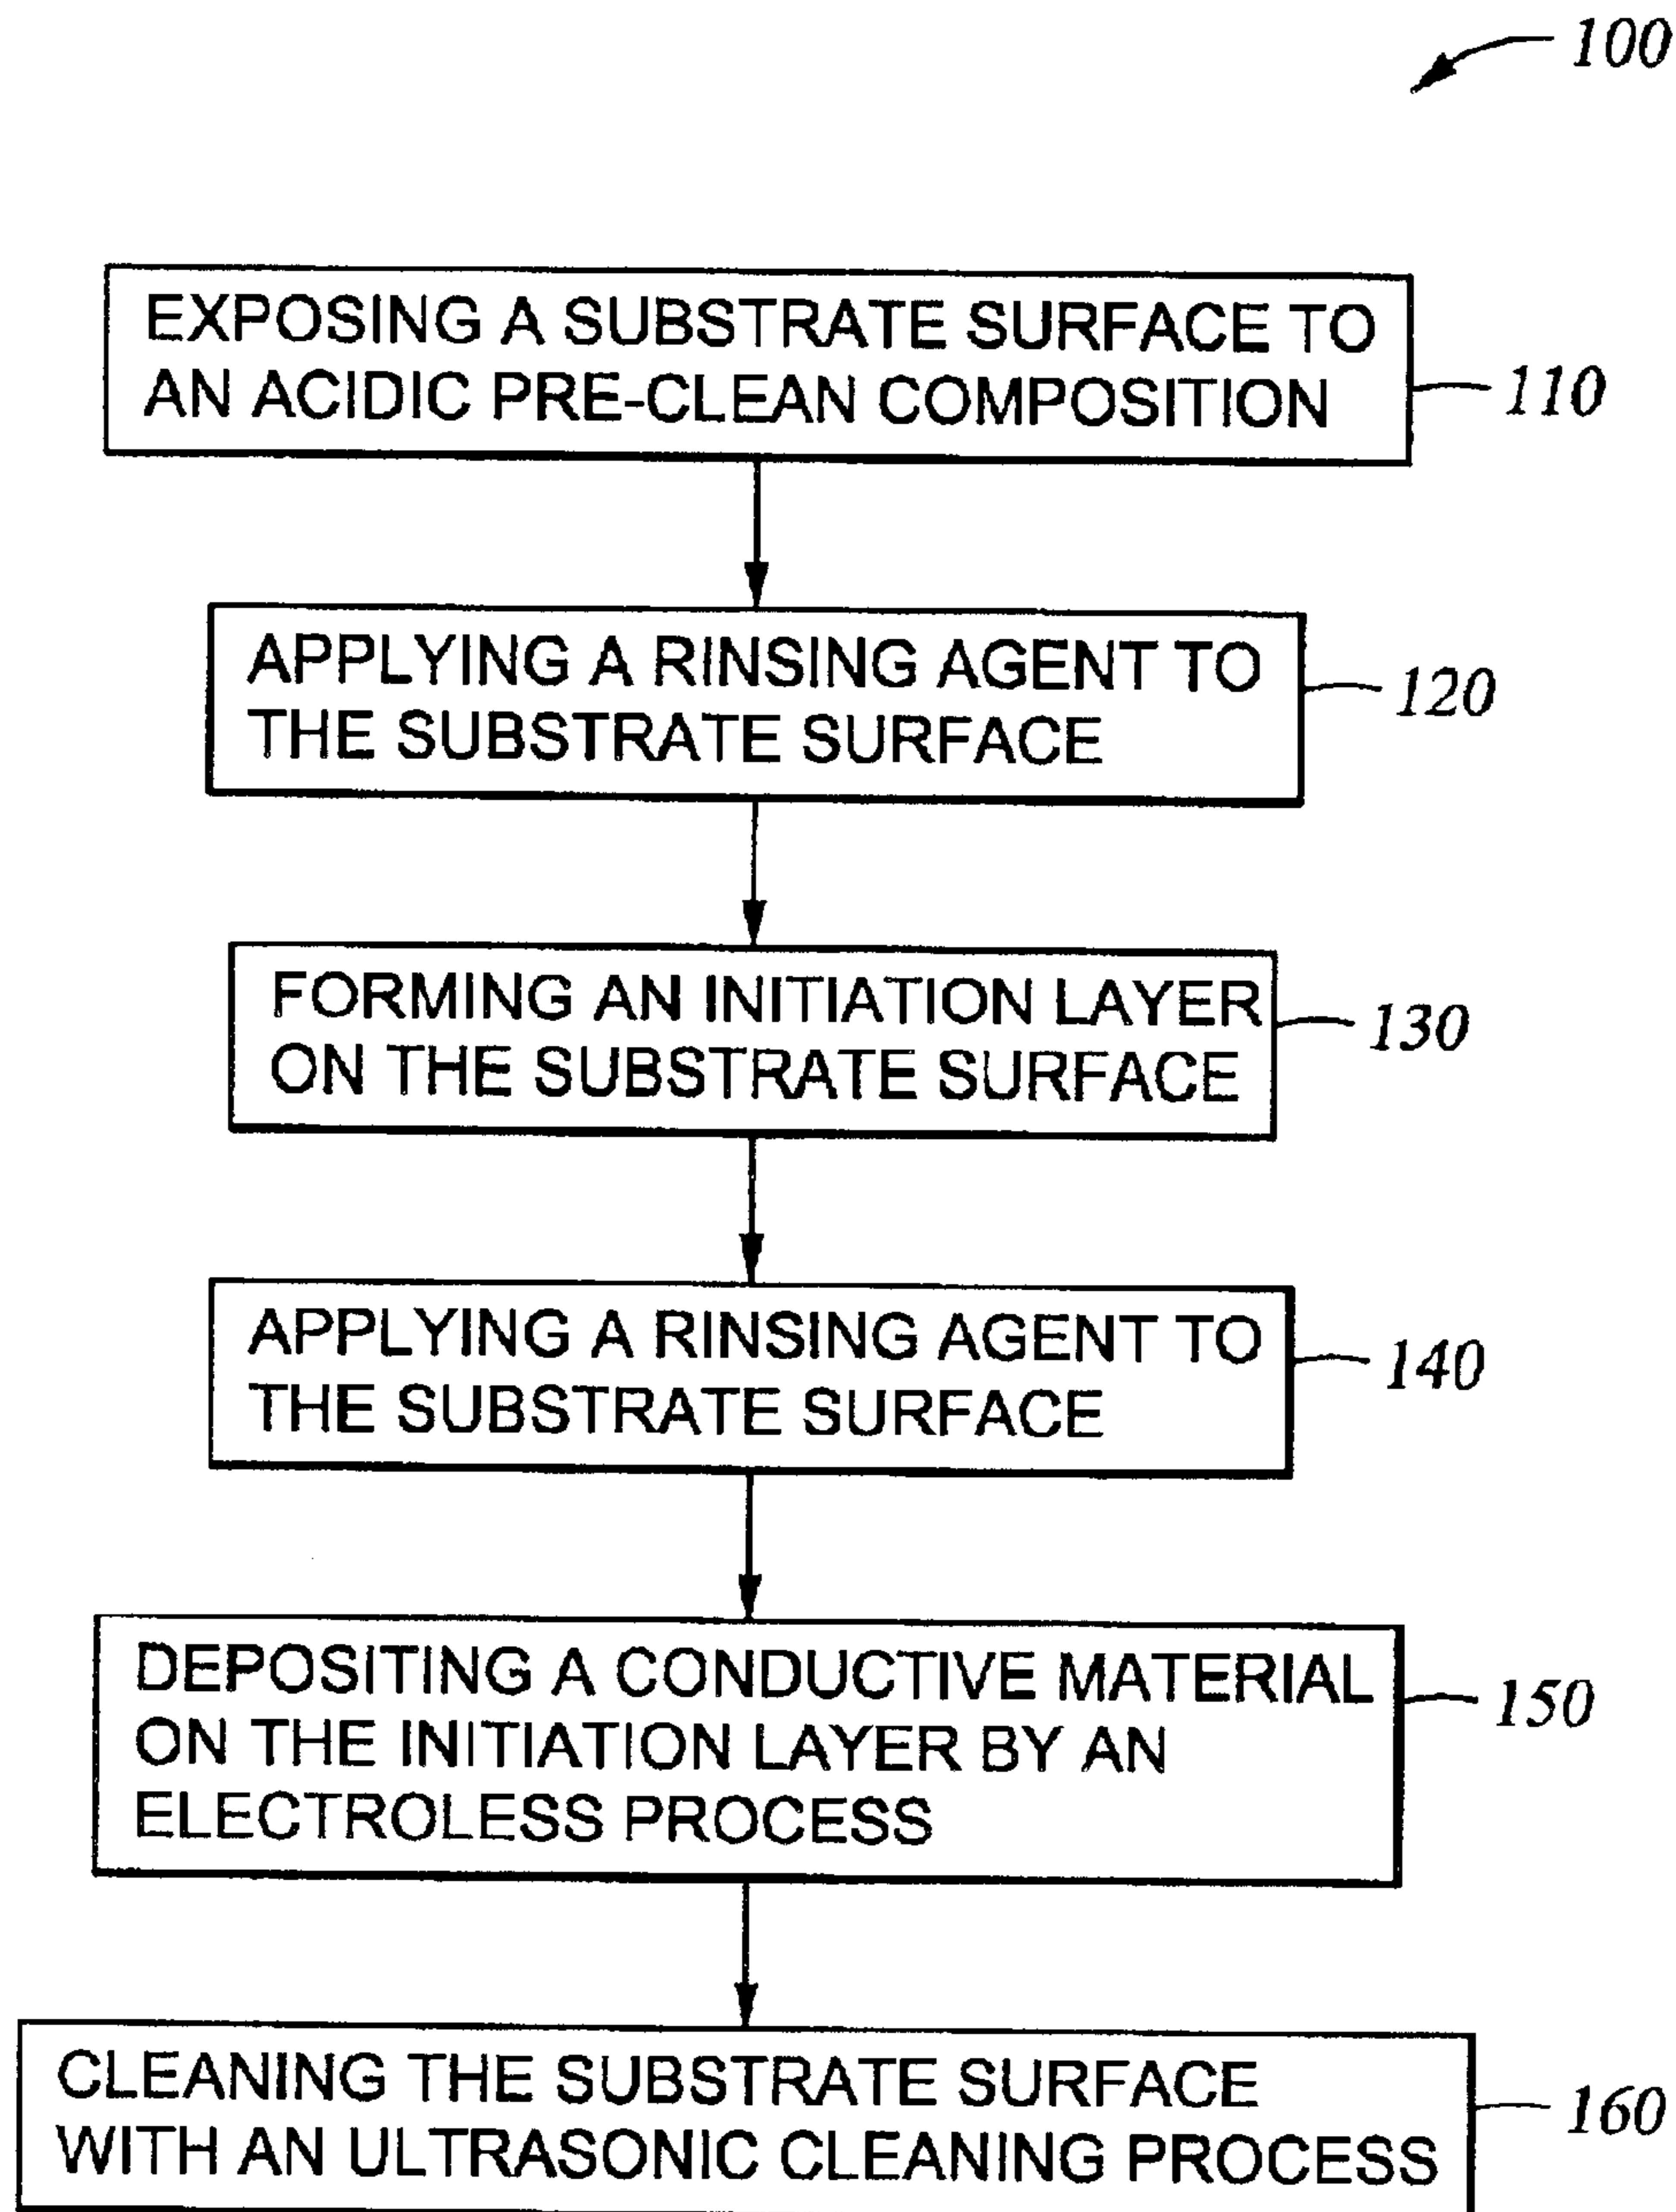 100
EXPOSING A SUBSTRATE SURFACE TO
AN ACIDIC PRE-CLEAN COMPOSITION
110
APPLYING A RINSING AGENT TO
THE SUBSTRATE SURFACE
120
FORMING AN INITIATION LAYER
ON THE SUBSTRATE SURFACE
130
APPLYING A RINSING AGENT TO
THE SUBSTRATE SURFACE
140
DEPOSITING A CONDUCTIVE MATERIAL
ON THE INITIATION LAYER BY AN
ELECTROLESS PROCESS
150
CLEANING THE SUBSTRATE SURFACE
WITH AN ULTRASONIC CLEANING PROCESS
160